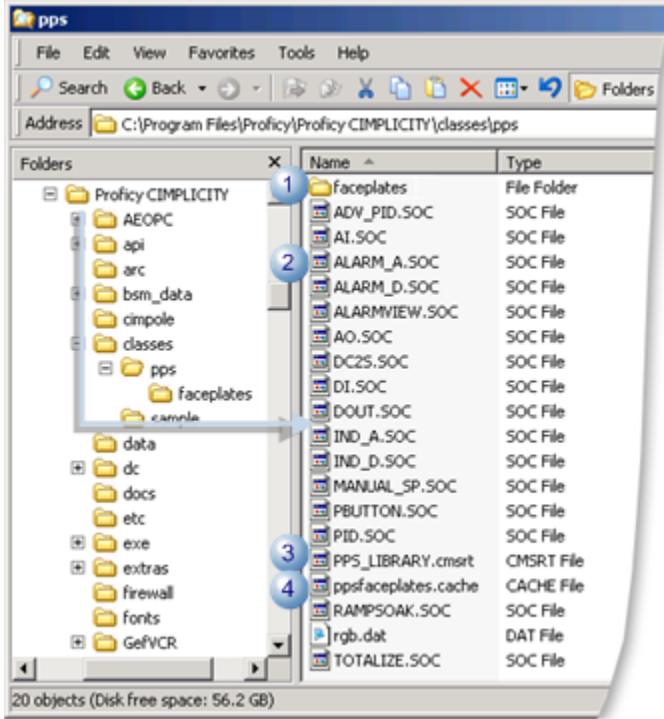 pps
File Edit View Favorites Tools Help
Search Back Folders
Address C:\Program Files\Proficy\Proficy CIMPLICITY\classes\pps
Folders
Proficy CIMPLICITY
AEOPC
api
arc
bsm_data
cimpole
classes
pps
faceplates
sample
data
dc
docs
etc
exe
extras
firewall
fonts
GefVCR
Name Type
1 faceplates File Folder
ADV_PID.SOC SOC File
AI.SOC SOC File
2 ALARM_A.SOC SOC File
ALARM_D.SOC SOC File
ALARMVIEW.SOC SOC File
AO.SOC SOC File
DC2S.SOC SOC File
DI.SOC SOC File
DOUT.SOC SOC File
IND_A.SOC SOC File
IND_D.SOC SOC File
MANUAL_SP.SOC SOC File
PBUTTON.SOC SOC File
PID.SOC SOC File
3 PPS_LIBRARY.cmsrt CMSRT File
4 ppsfaceplates.cache CACHE File
RAMPSOAK.SOC SOC File
rgb.dat DAT File
TOTALIZE.SOC SOC File
20 objects (Disk free space: 56.2 GB)